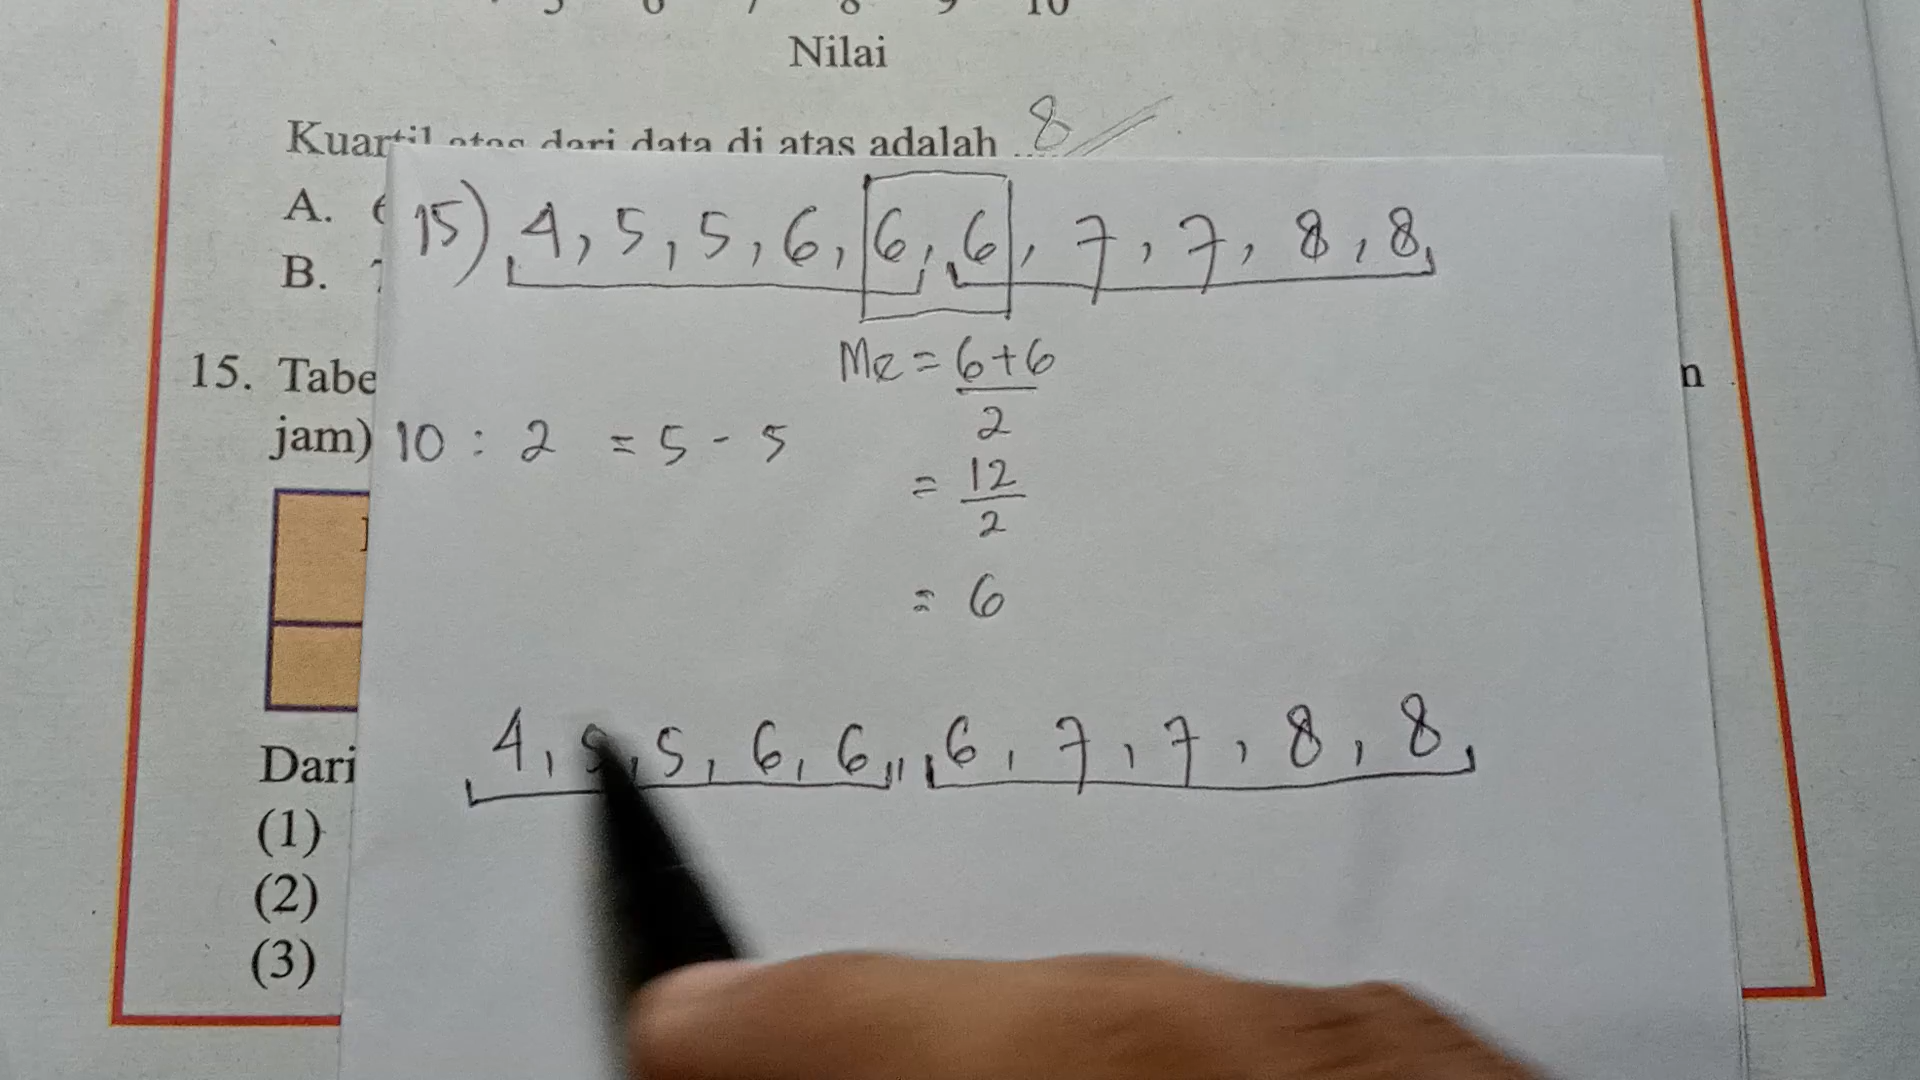 10
Nilai
Kuartil atas dari data di atas adalah .... 8
A.
B.
15) 4, 5, 5, 6, 6, 6, 7, 7, 8, 8,
Me = 6+6
2
15. Tabe
n
jam)
10 : 2 = 5 - 5
= 12
2
= 6
4, 5, 5, 6, 6, 6, 7, 7, 8, 8,
Dari
(1)
(2)
(3)